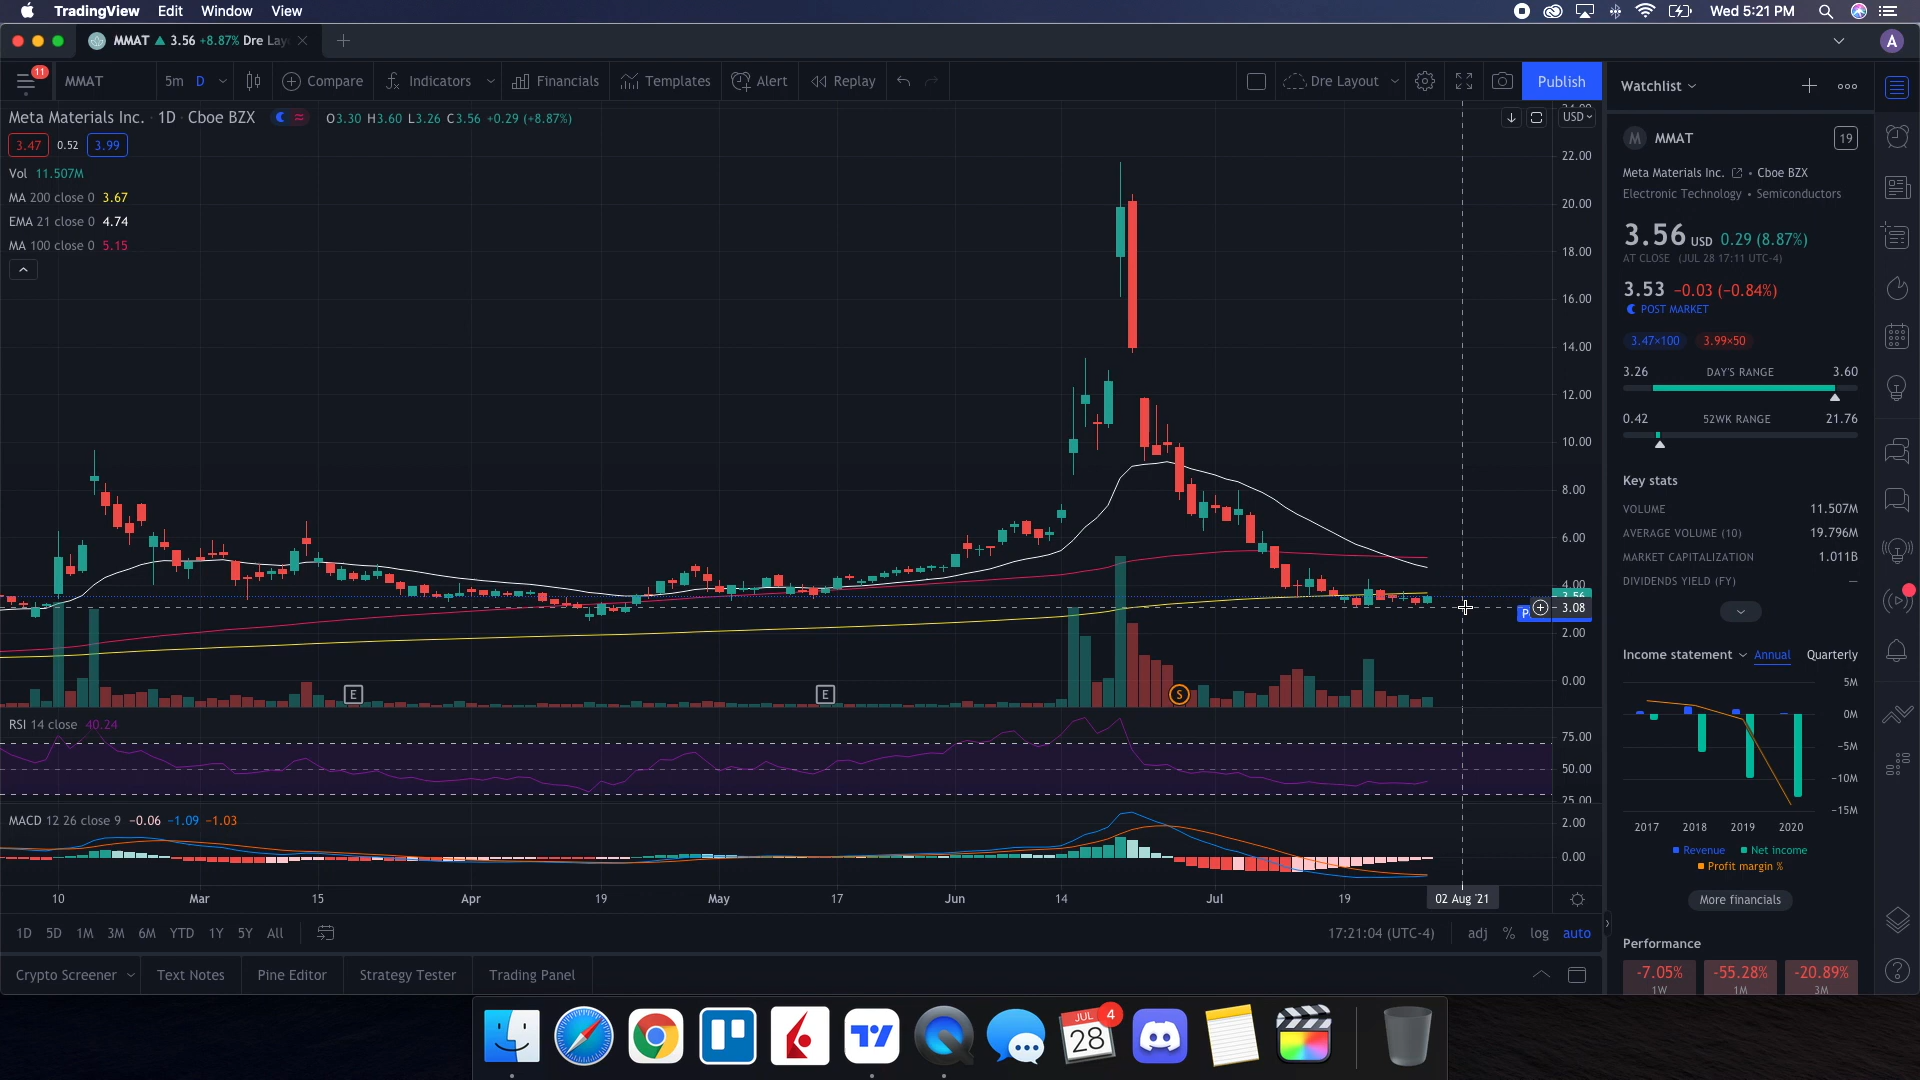 TradingView Edit Window View Wed 5:21 PM
MMAT ▲ 3.56 +8.87% Dre Lay A
11 MMAT 5m D Compare Indicators Financials Templates Alert Replay Dre Layout Publish
Meta Materials Inc. · 1D · Cboe BZX O3.30 H3.60 L3.26 C3.56 +0.29 (+8.87%)
3.47 0.52 3.99
Vol 11.507M
MA 200 close 0 3.67
EMA 21 close 0 4.74
MA 100 close 0 5.15
USD
22.00
20.00
18.00
16.00
14.00
12.00
10.00
8.00
6.00
4.00
3.56
3.08
2.00
0.00
E E S
RSI 14 close 40.24
75.00
50.00
25.00
MACD 12 26 close 9 -0.06 -1.09 -1.03
2.00
0.00
10 Mar 15 Apr 19 May 17 Jun 14 Jul 19 02 Aug '21
1D 5D 1M 3M 6M YTD 1Y 5Y All 17:21:04 (UTC-4) adj % log auto
Crypto Screener Text Notes Pine Editor Strategy Tester Trading Panel
Watchlist
M MMAT 19
Meta Materials Inc. • Cboe BZX
Electronic Technology • Semiconductors
3.56 USD 0.29 (8.87%)
AT CLOSE (JUL 28 17:11 UTC-4)
3.53 -0.03 (-0.84%)
POST MARKET
3.47×100 3.99×50
3.26 DAY'S RANGE 3.60
0.42 52WK RANGE 21.76
Key stats
VOLUME 11.507M
AVERAGE VOLUME (10) 19.796M
MARKET CAPITALIZATION 1.011B
DIVIDENDS YIELD (FY) —
Income statement Annual Quarterly
5M
0M
-5M
-10M
-15M
2017 2018 2019 2020
Revenue Net income
Profit margin %
More financials
Performance
-7.05% -55.28% -20.89%
1W 1M 3M
JUL 4
28